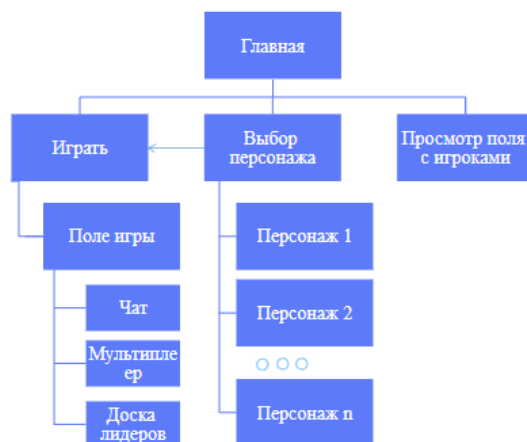 Главная
Играть
Выбор
персонажа
Просмотр поля
с игроками
Поле игры
Чат
Мультипле
ер
Доска
лидеров
Персонаж 1
Персонаж 2
Персонаж n